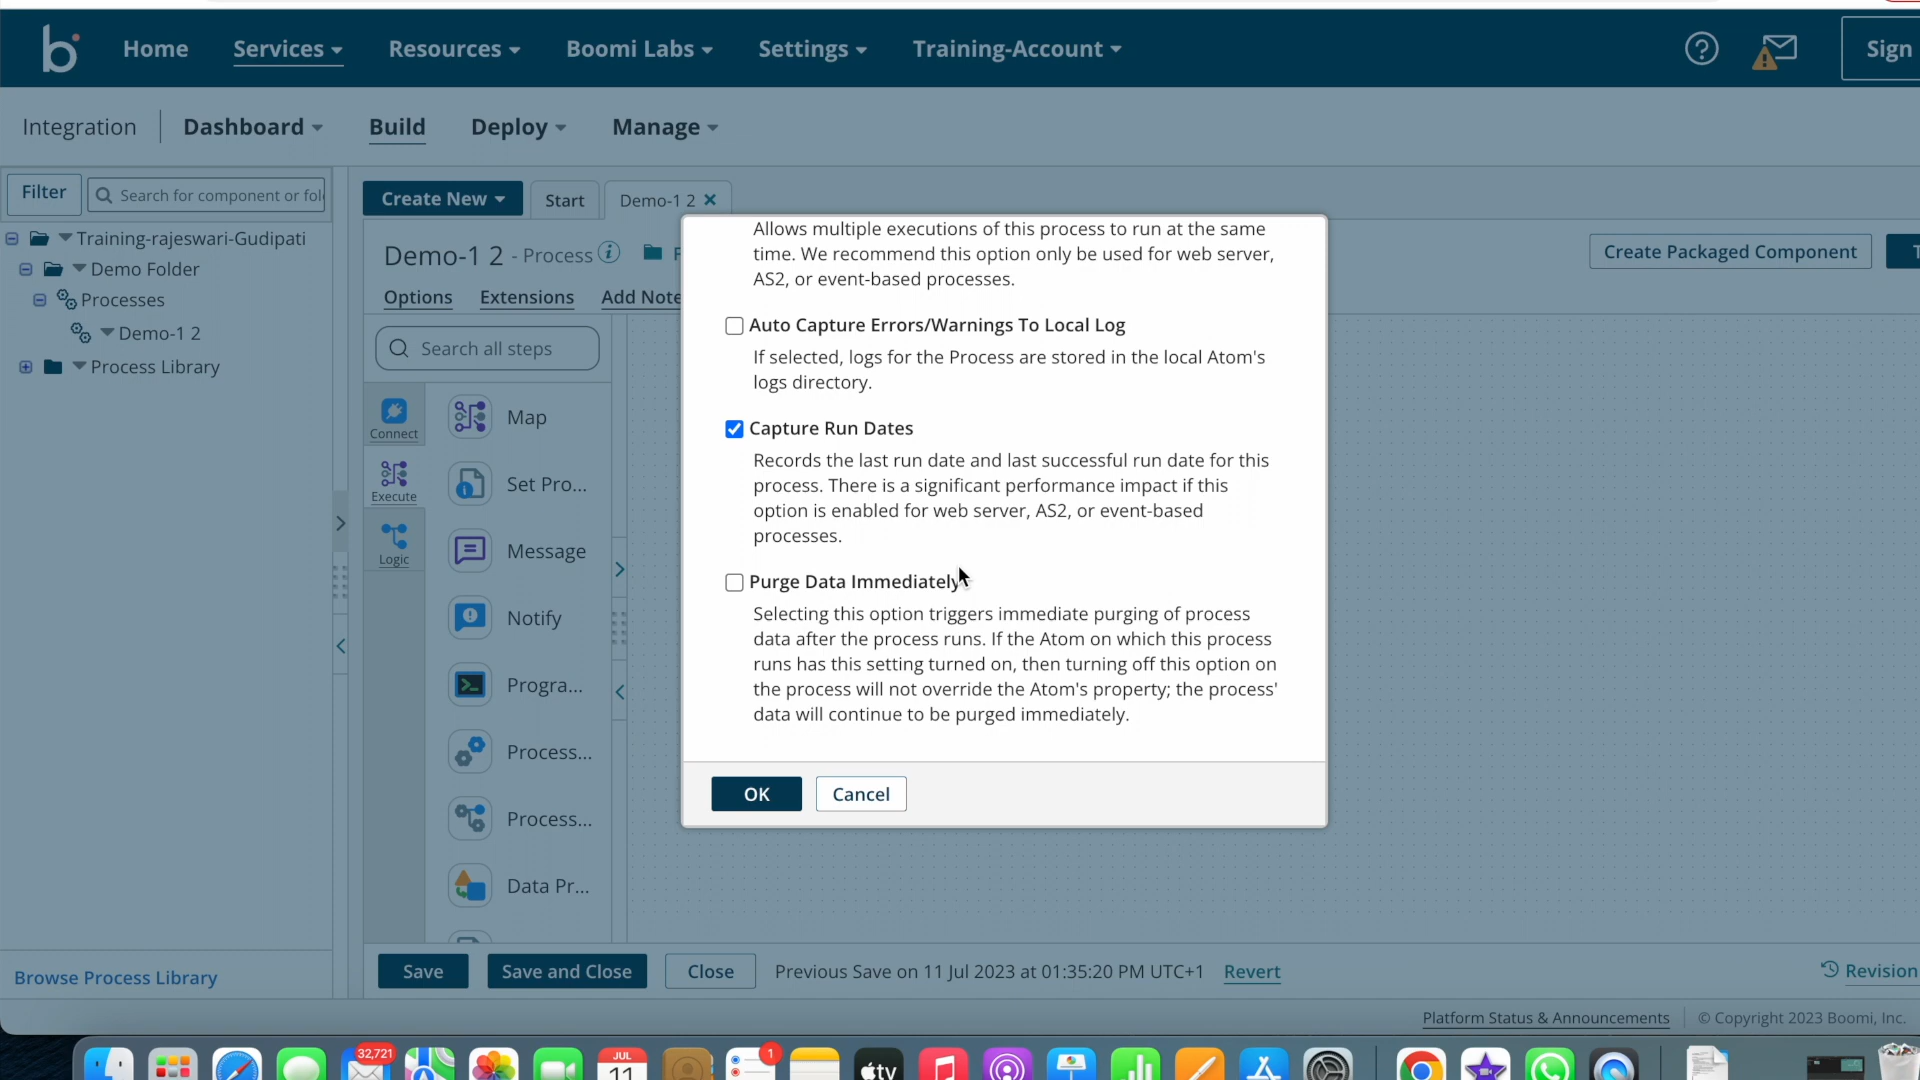 b Home Services Resources Boomi Labs Settings Training-Account Sign
Integration Dashboard Build Deploy Manage
Filter
Search for component or fol
Training-rajeswari-Gudipati
Demo Folder
Processes
Demo-1 2
Process Library
Browse Process Library
Create New Start Demo-1 2
Demo-1 2 - Process
Create Packaged Component
Options Extensions Add Note
Search all steps
Connect
Execute
Logic
Map
Set Pro...
Message
Notify
Progra...
Process...
Process...
Data Pr...
Allows multiple executions of this process to run at the same
time. We recommend this option only be used for web server,
AS2, or event-based processes.
Auto Capture Errors/Warnings To Local Log
If selected, logs for the Process are stored in the local Atom's
logs directory.
Capture Run Dates
Records the last run date and last successful run date for this
process. There is a significant performance impact if this
option is enabled for web server, AS2, or event-based
processes.
Purge Data Immediately
Selecting this option triggers immediate purging of process
data after the process runs. If the Atom on which this process
runs has this setting turned on, then turning off this option on
the process will not override the Atom's property; the process'
data will continue to be purged immediately.
OK Cancel
Save Save and Close Close Previous Save on 11 Jul 2023 at 01:35:20 PM UTC+1 Revert
Revision
Platform Status & Announcements © Copyright 2023 Boomi, Inc.
32,721
JUL
11
1
tv